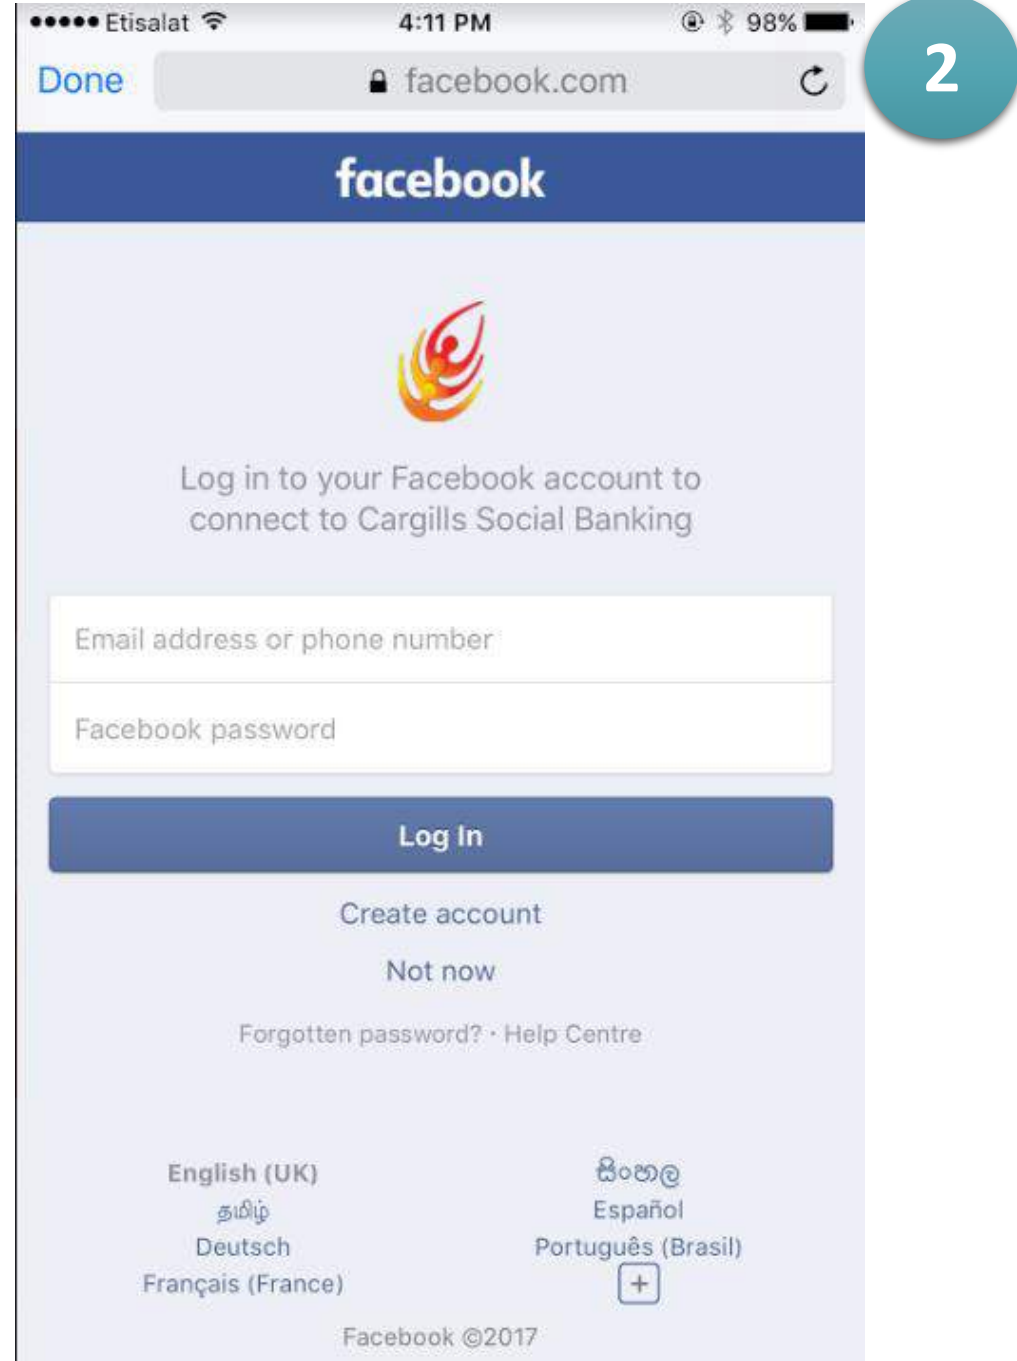 Etisalat 4:11 PM 98%
2
Done facebook.com
facebook
Log in to your Facebook account to
connect to Cargills Social Banking
Email address or phone number
Facebook password
Log In
Create account
Not now
Forgotten password? · Help Centre
English (UK) සිංහල
தமிழ் Español
Deutsch Português (Brasil)
Français (France) +
Facebook ©2017